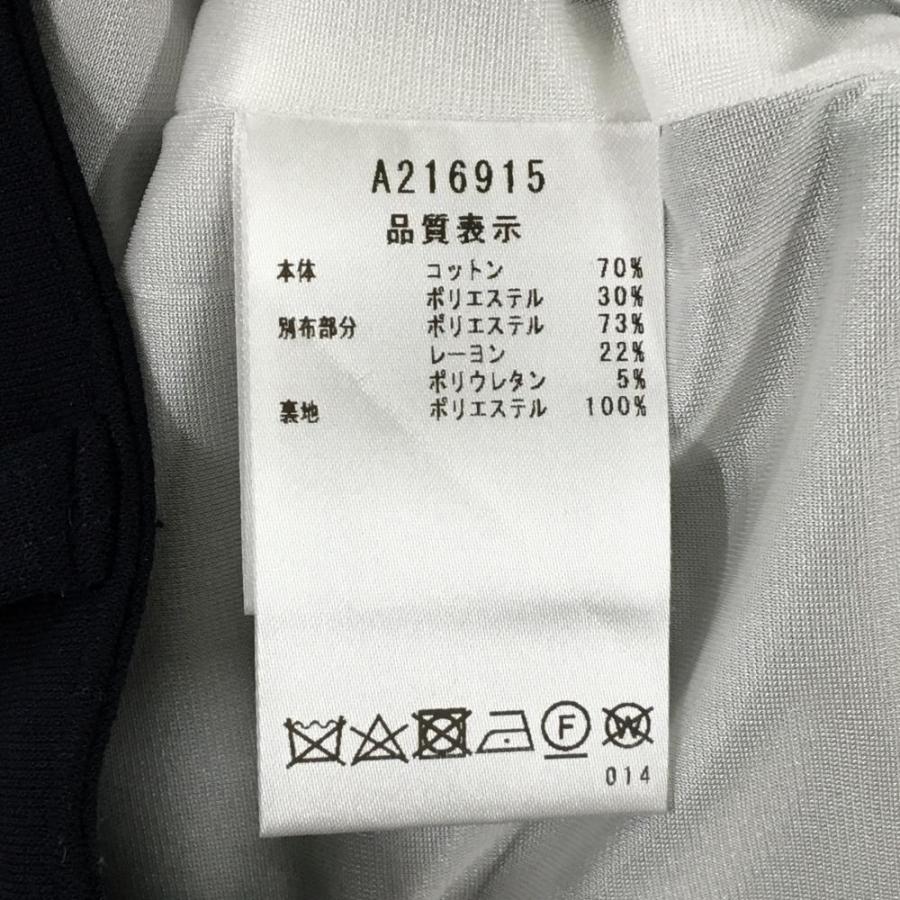 A216915
品質表示
本体 コットン 70%
ポリエステル 30%
別布部分 ポリエステル 73%
レーヨン 22%
ポリウレタン 5%
裏地 ポリエステル 100%
F W
014